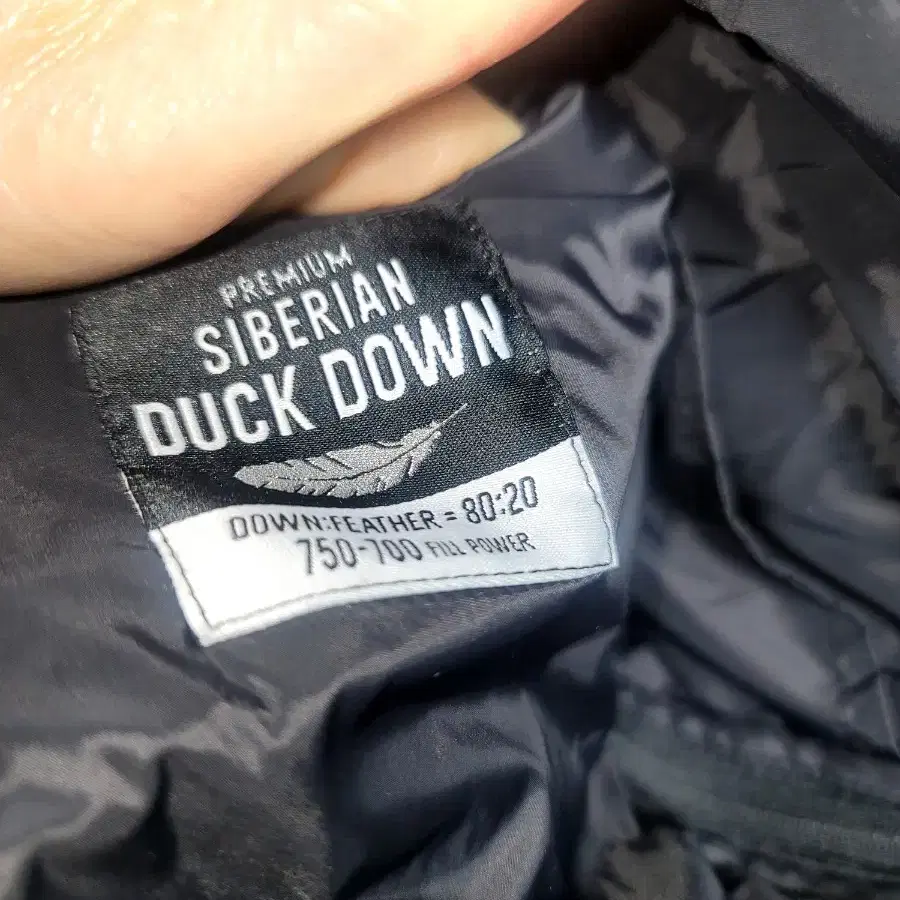 PREMIUM
SIBERIAN
DUCK DOWN
DOWN:FEATHER = 80:20
750-700 FILL POWER